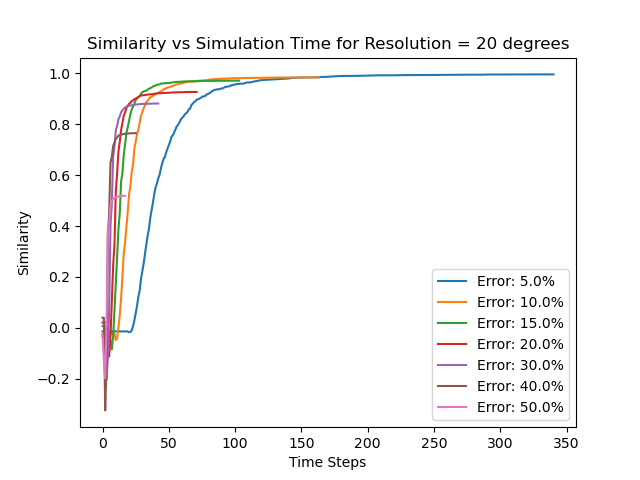 Similarity vs Simulation Time for Resolution = 20 degrees
1.0
0.8
0.6
0.4
0.2
0.0
−0.2
Similarity
0
50
100
150
200
250
300
350
Time Steps
Error: 5.0%
Error: 10.0%
Error: 15.0%
Error: 20.0%
Error: 30.0%
Error: 40.0%
Error: 50.0%